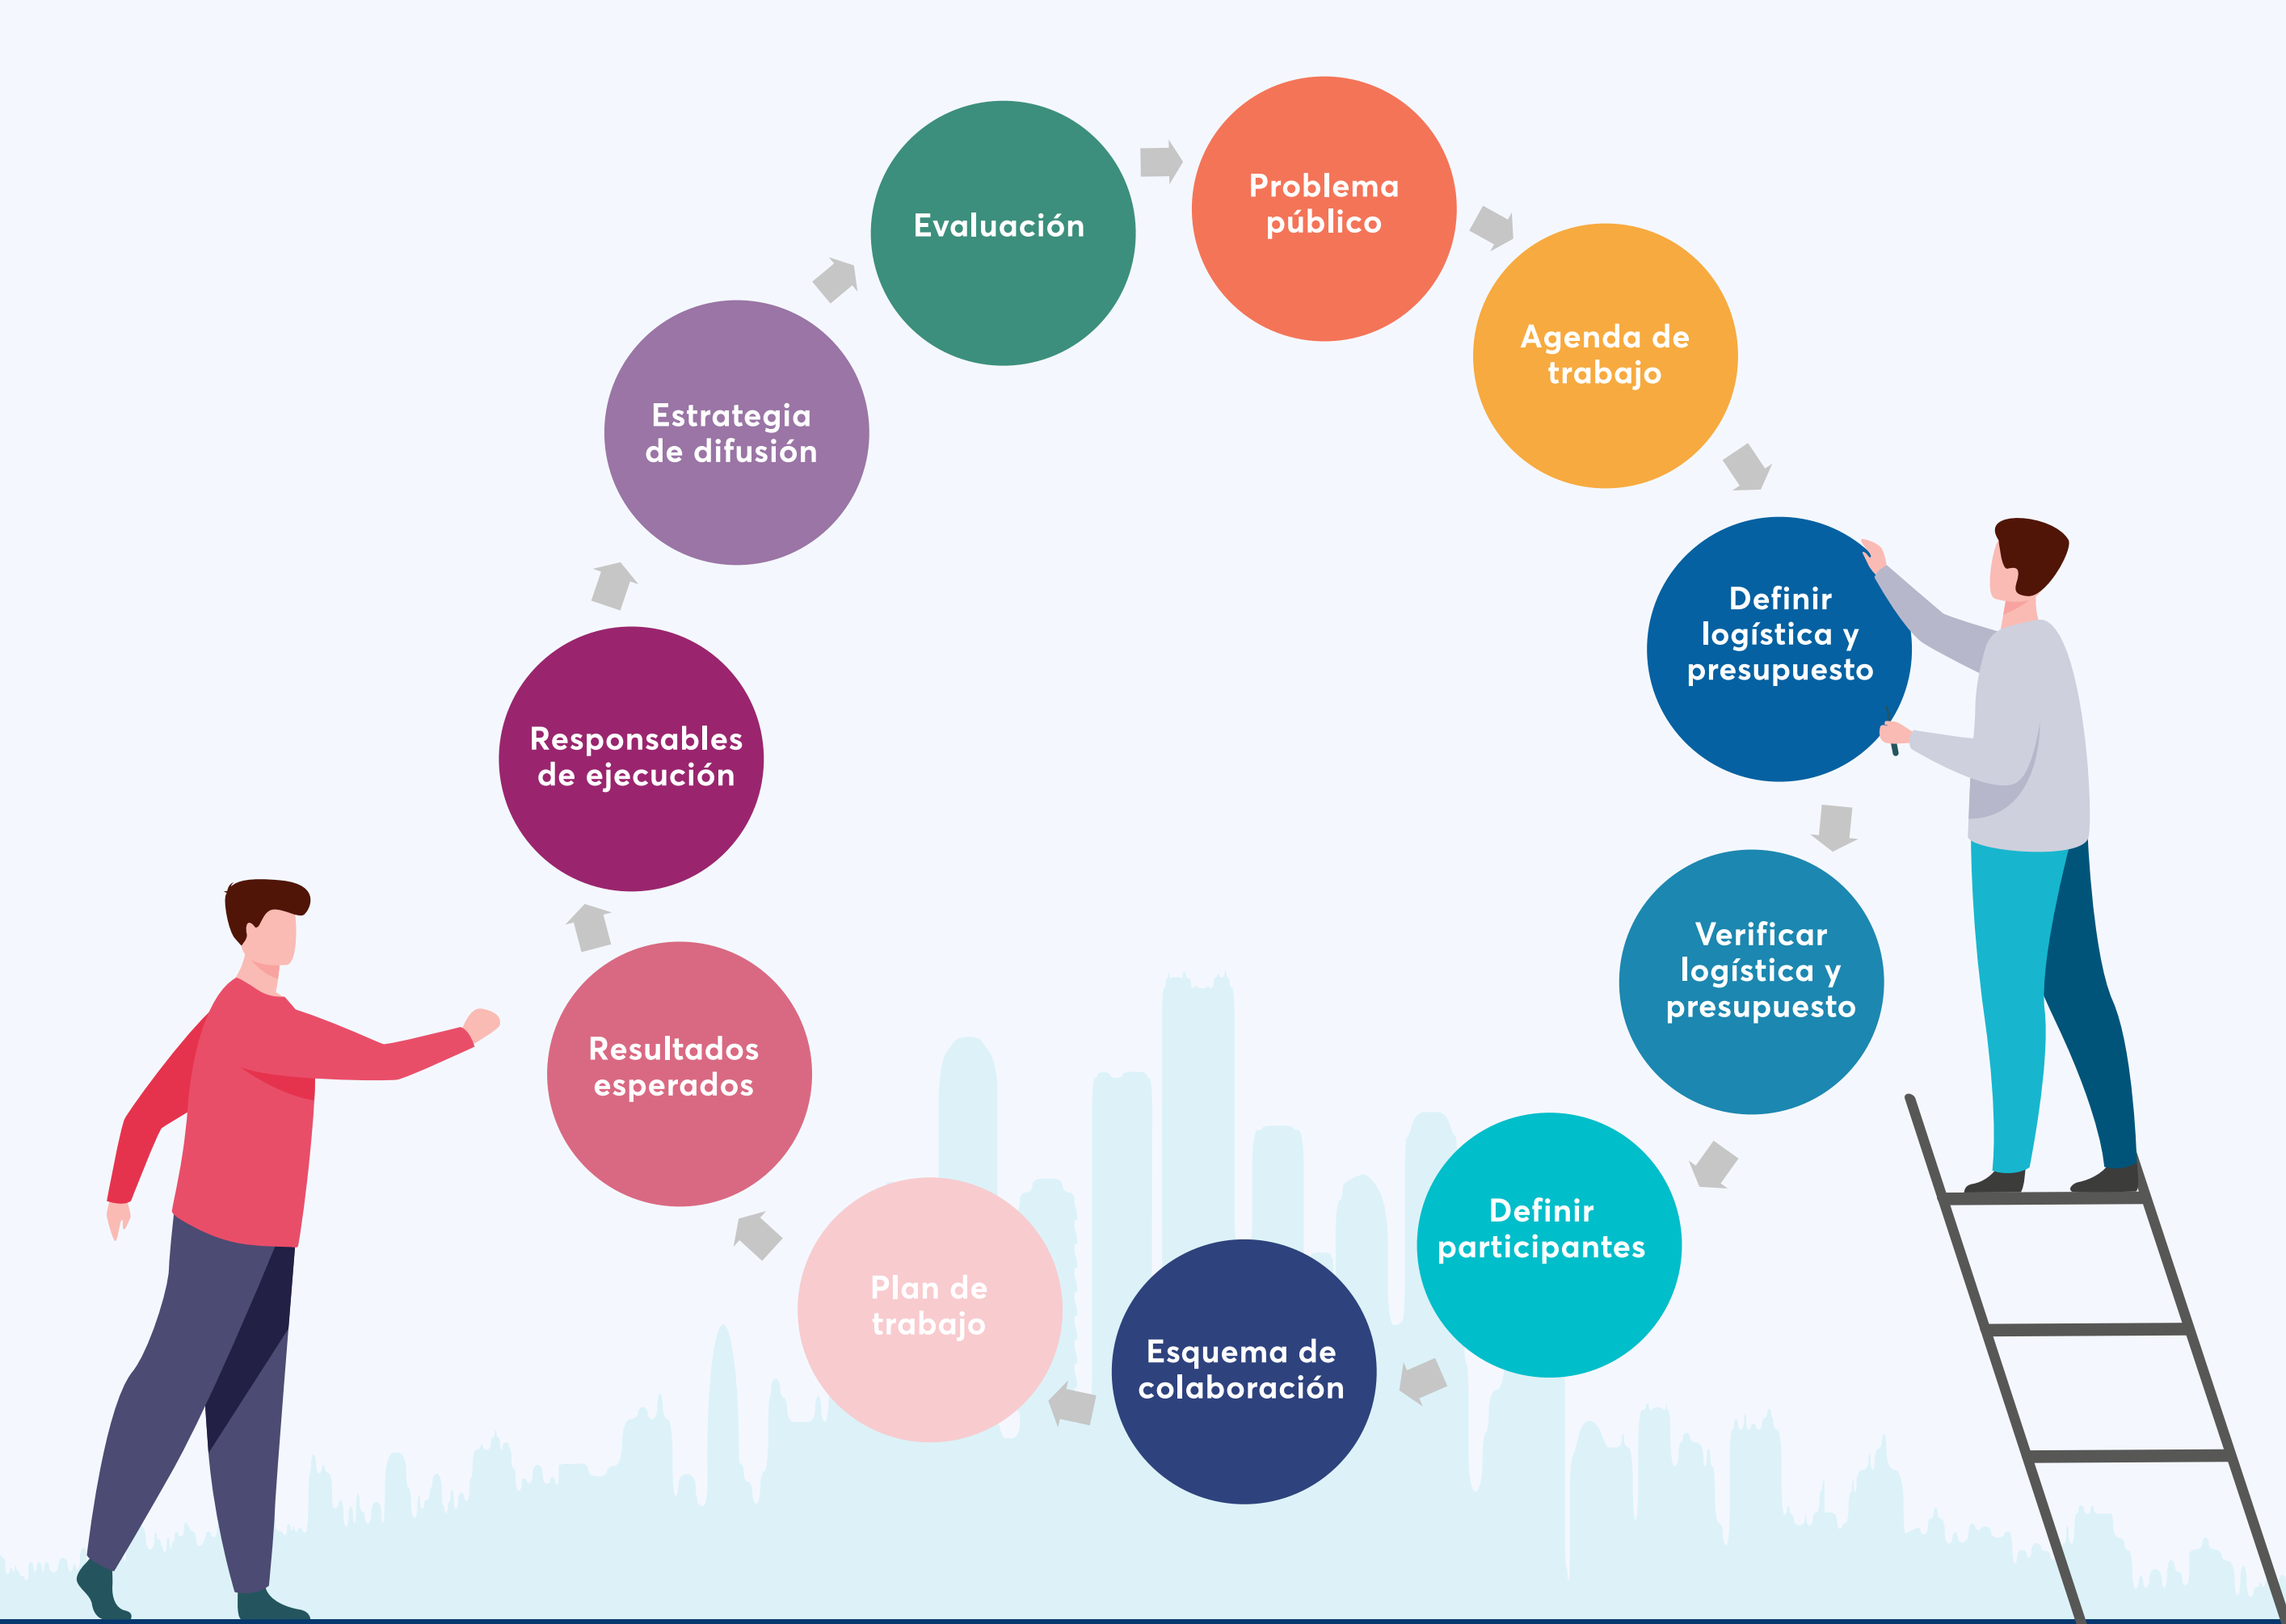 Problema
público
Agenda de
trabajo
Definir
logística y
presupuesto
Verificar
logística y
presupuesto
Definir
participantes
Esquema de
colaboración
Plan de
trabajo
Resultados
esperados
Responsables
de ejecución
Estrategia
de difusión
Evaluación